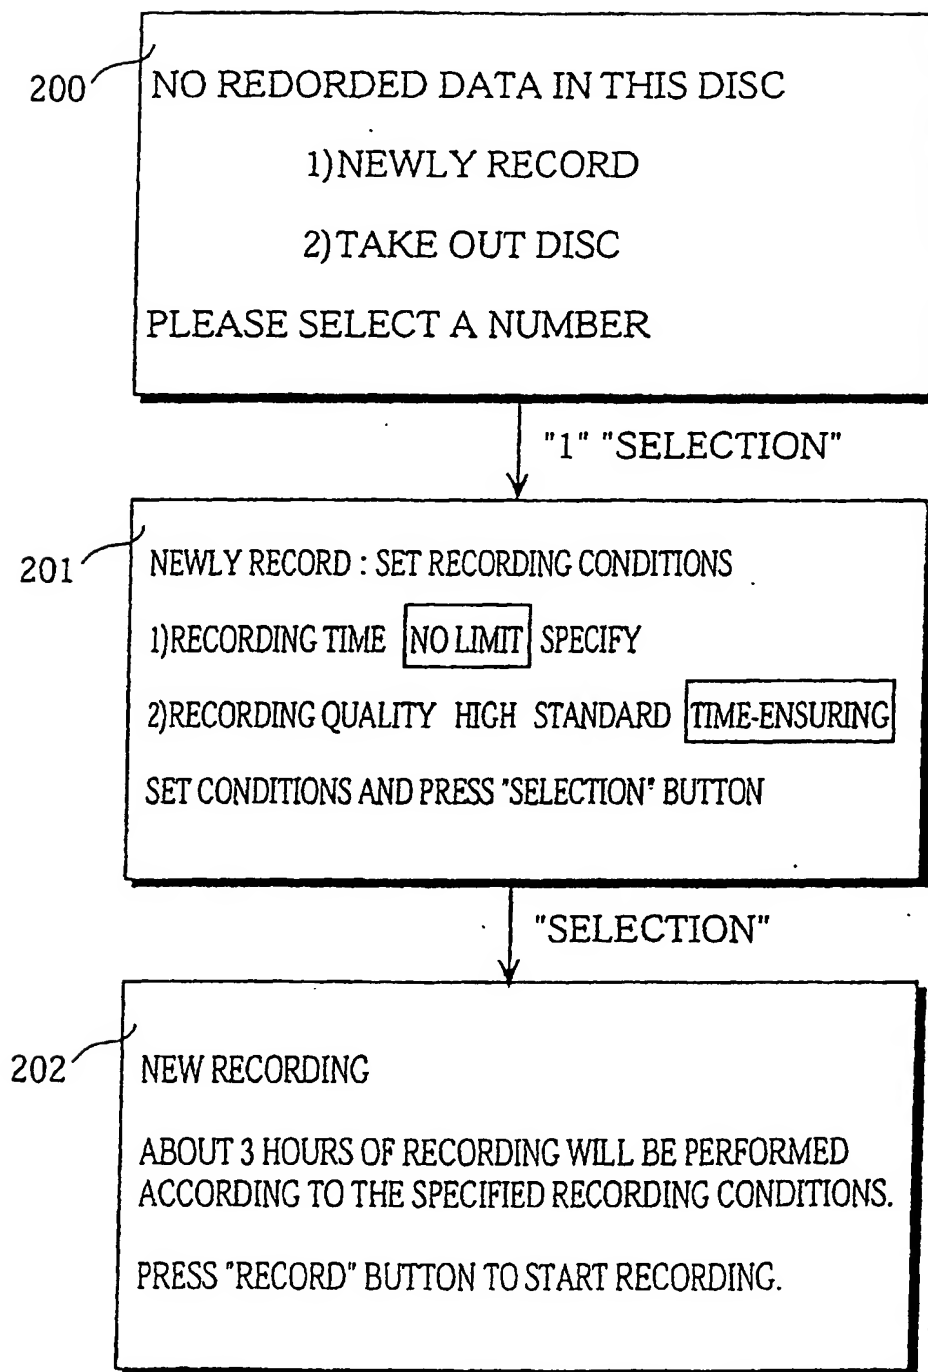 200
NO REDORDED DATA IN THIS DISC
1)NEWLY RECORD
2)TAKE OUT DISC
PLEASE SELECT A NUMBER
"1" "SELECTION"
201
NEWLY RECORD : SET RECORDING CONDITIONS
1)RECORDING TIME NO LIMIT SPECIFY
2)RECORDING QUALITY HIGH STANDARD TIME-ENSURING
SET CONDITIONS AND PRESS "SELECTION" BUTTON
"SELECTION"
202
NEW RECORDING
ABOUT 3 HOURS OF RECORDING WILL BE PERFORMED
ACCORDING TO THE SPECIFIED RECORDING CONDITIONS.
PRESS "RECORD" BUTTON TO START RECORDING.